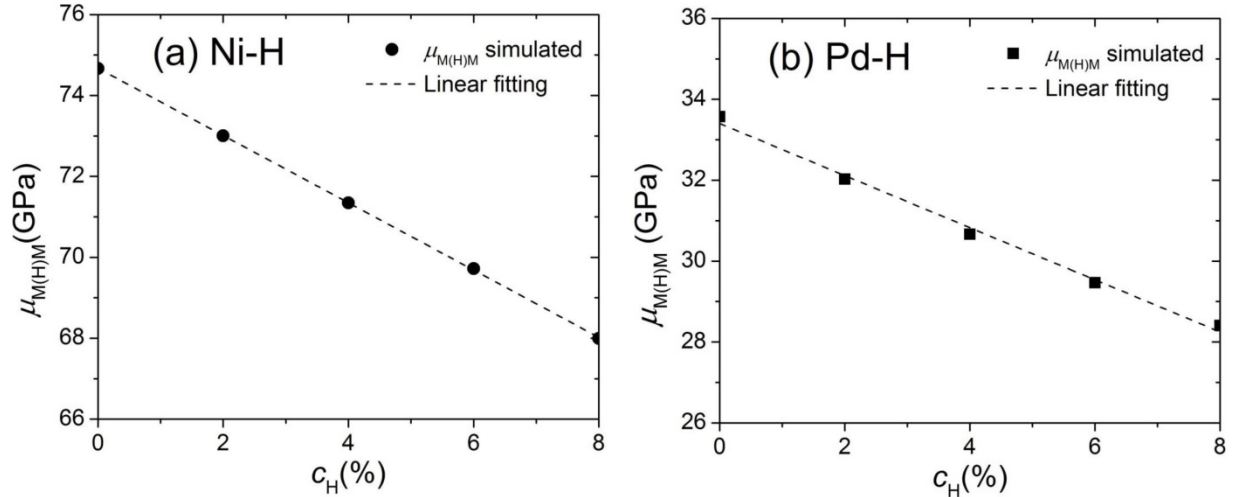 (a) Ni-H
μM(H)M simulated
Linear fitting
76
74
72
70
68
66
μM(H)M(GPa)
0 2 4 6 8
cH(%)
(b) Pd-H
μM(H)M simulated
Linear fitting
36
34
32
30
28
26
μM(H)M (GPa)
0 2 4 6 8
cH(%)